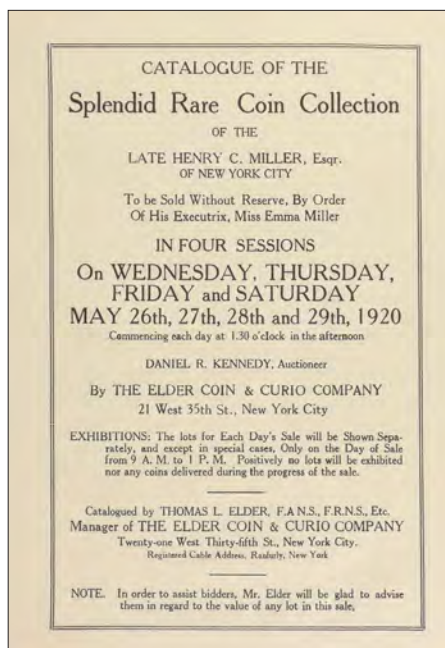 CATALOGUE OF THE
Splendid Rare Coin Collection
OF THE
LATE HENRY C. MILLER, Esqr.
OF NEW YORK CITY
To be Sold Without Reserve, By Order
Of His Executrix, Miss Emma Miller
IN FOUR SESSIONS
On WEDNESDAY, THURSDAY,
FRIDAY and SATURDAY
MAY 26th, 27th, 28th and 29th, 1920
Commencing each day at 1.30 o'clock in the afternoon
DANIEL R. KENNEDY, Auctioneer
By THE ELDER COIN & CURIO COMPANY
21 West 35th St., New York City
EXHIBITIONS: The lots for Each Day's Sale will be Shown Sepa-
rately, and except in special cases, Only on the Day of Sale
from 9 A. M. to 1 P. M. Positively no lots will be exhibited
nor any coins delivered during the progress of the sale.
Catalogued by THOMAS L. ELDER, F.A N.S., F.R.N.S., Etc.
Manager of THE ELDER COIN & CURIO COMPANY
Twenty-one West Thirty-fifth St., New York City.
Registered Cable Address, Ranfurly, New York
NOTE. In order to assist bidders, Mr. Elder will be glad to advise
them in regard to the value of any lot in this sale.